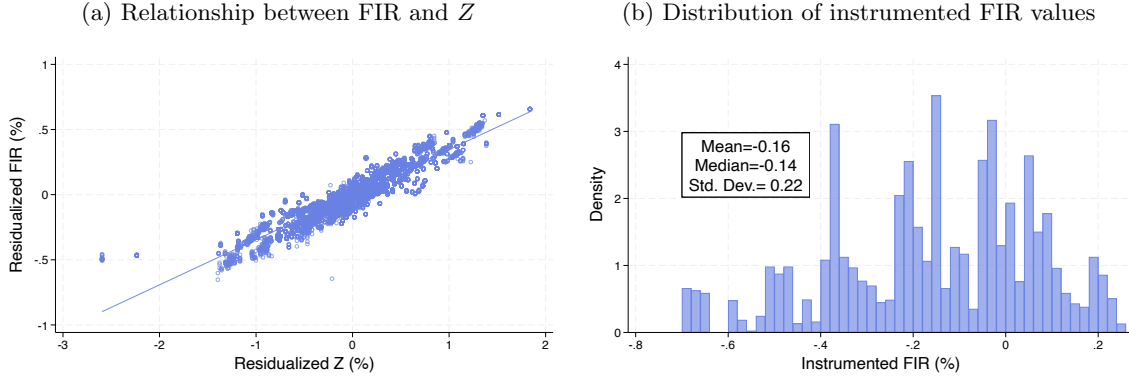 (a) Relationship between FIR and Z
(b) Distribution of instrumented FIR values
1
.5
0
-.5
-1
Residualized FIR (%)
-3
-2
-1
0
1
2
Residualized Z (%)
4
3
2
1
0
Density
Mean=-0.16
Median=-0.14
Std. Dev.= 0.22
-.8
-.6
-.4
-.2
0
.2
Instrumented FIR (%)